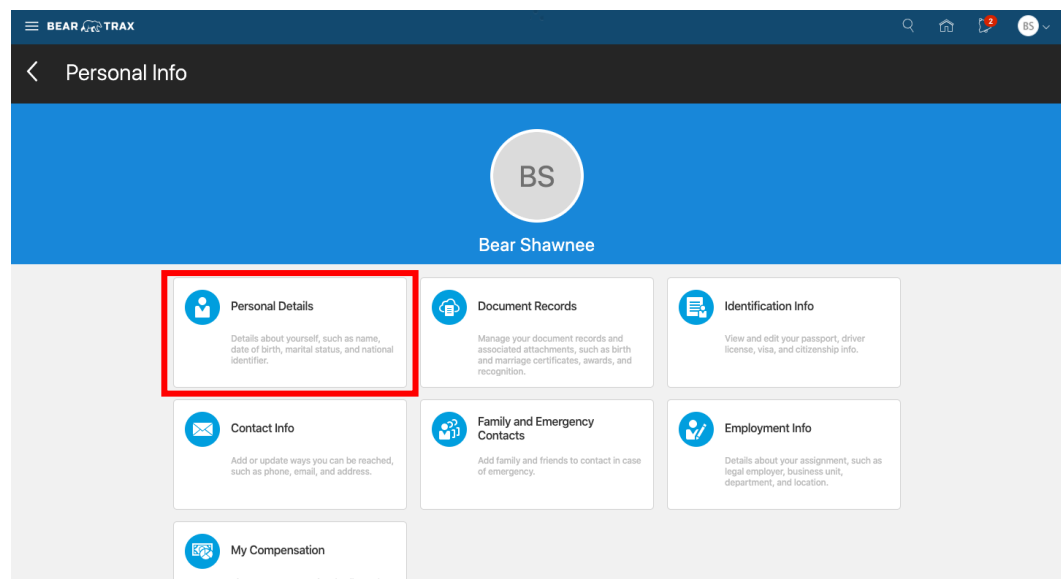 BEAR TRAX
2
BS
Personal Info
BS
Bear Shawnee
Personal Details
Details about yourself, such as name,
date of birth, marital status, and national
identifier.
Document Records
Manage your document records and
associated attachments, such as birth
and marriage certificates, awards, and
recognition.
Identification Info
View and edit your passport, driver
license, visa, and citizenship info.
Contact Info
Add or update ways you can be reached,
such as phone, email, and address.
Family and Emergency
Contacts
Add family and friends to contact in case
of emergency.
Employment Info
Details about your assignment, such as
legal employer, business unit,
department, and location.
My Compensation